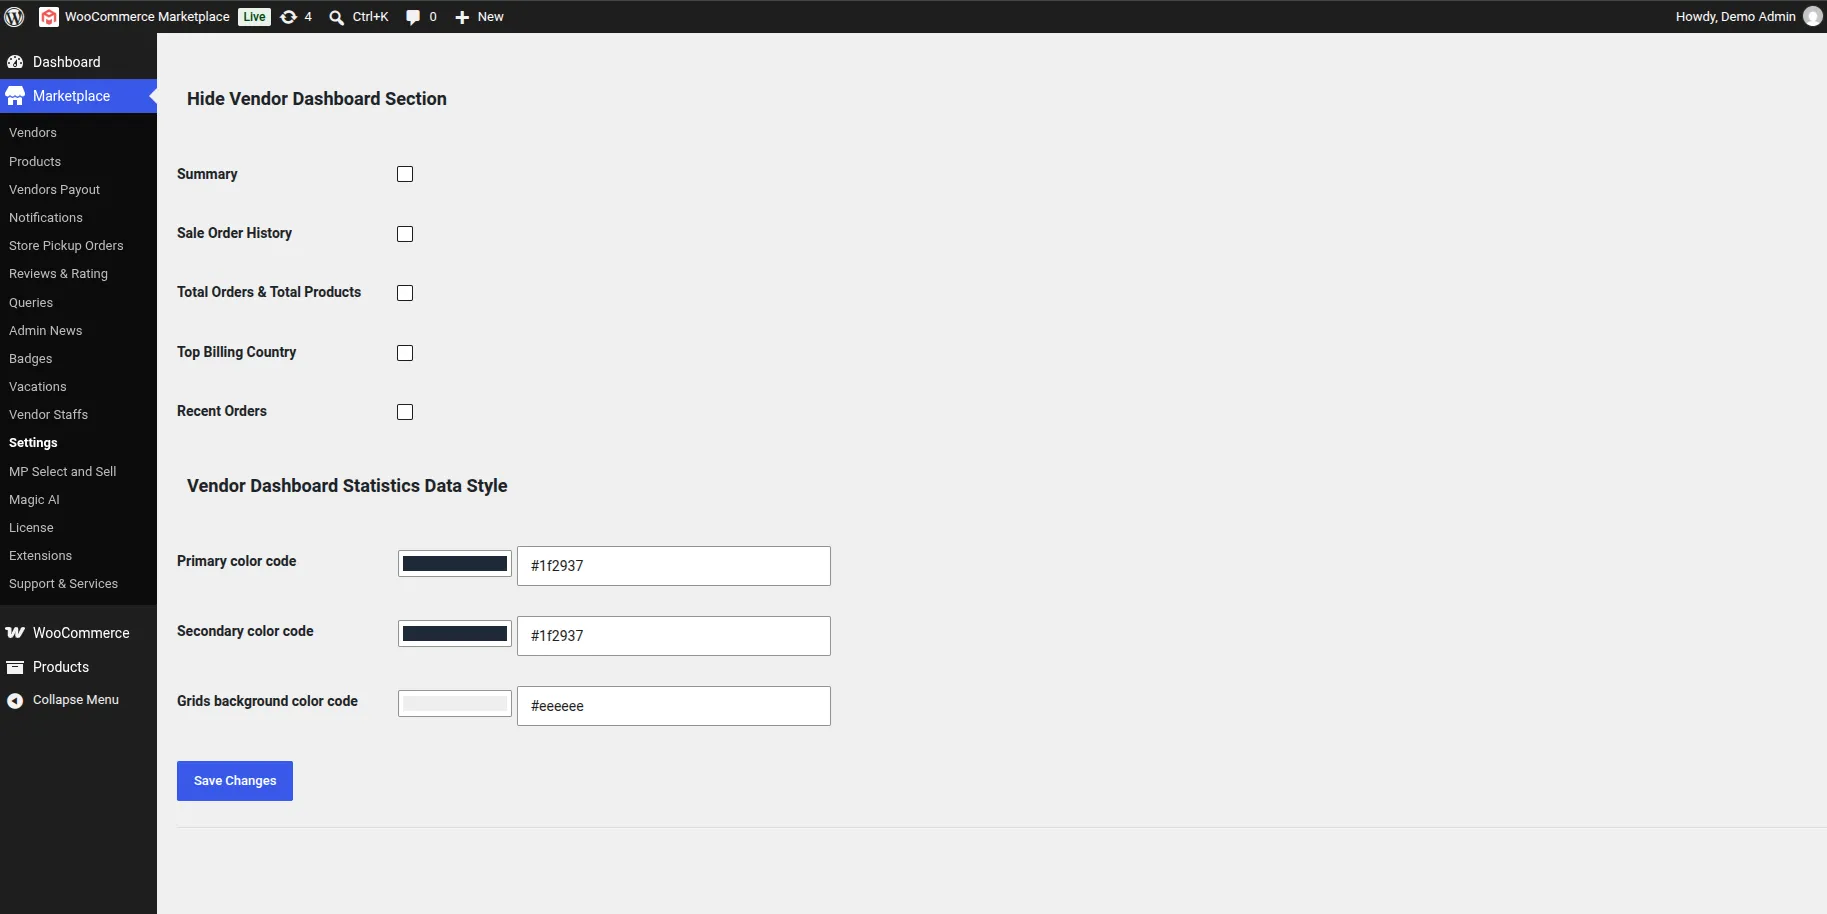 WooCommerce Marketplace Live 4 Ctrl+K 0 New
Howdy, Demo Admin
Dashboard
Marketplace
Vendors
Products
Vendors Payout
Notifications
Store Pickup Orders
Reviews & Rating
Queries
Admin News
Badges
Vacations
Vendor Staffs
Settings
MP Select and Sell
Magic AI
License
Extensions
Support & Services
WooCommerce
Products
Collapse Menu
Hide Vendor Dashboard Section
Summary
Sale Order History
Total Orders & Total Products
Top Billing Country
Recent Orders
Vendor Dashboard Statistics Data Style
Primary color code #1f2937
Secondary color code #1f2937
Grids background color code #eeeeee
Save Changes